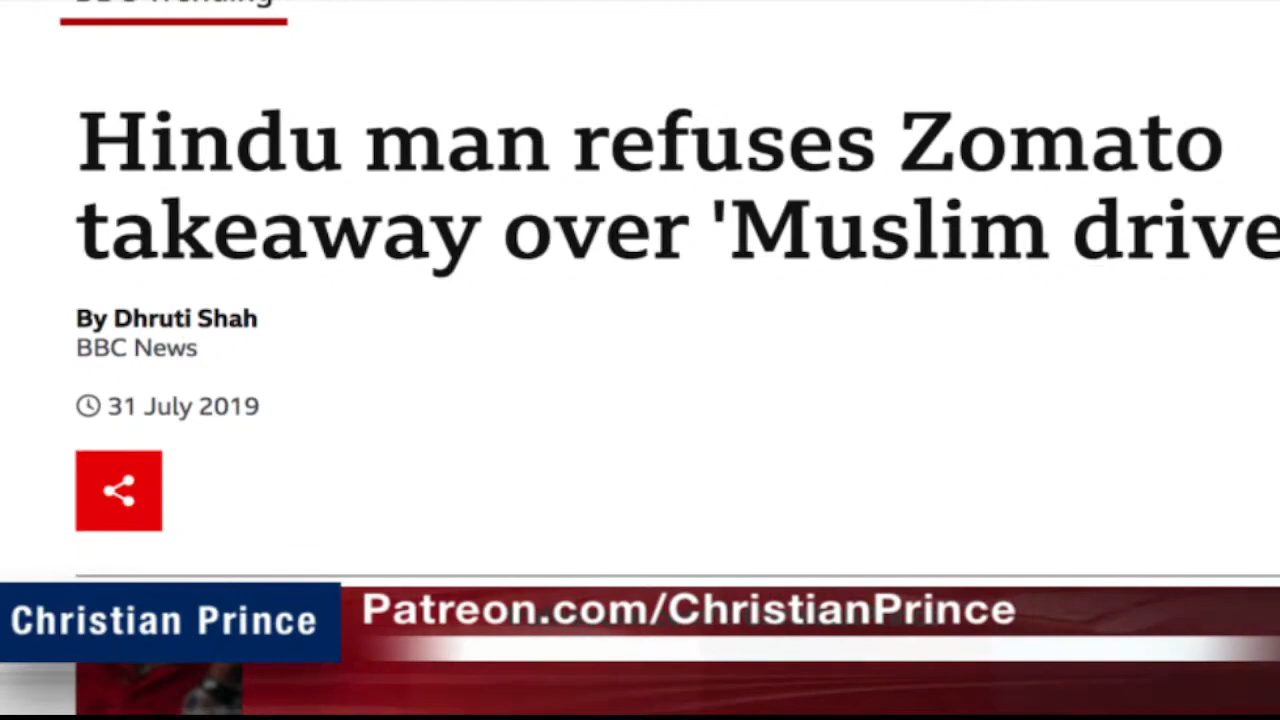 Hindu man refuses Zomato
takeaway over 'Muslim drive
By Dhruti Shah
BBC News
31 July 2019
Christian Prince
Patreon.com/ChristianPrince